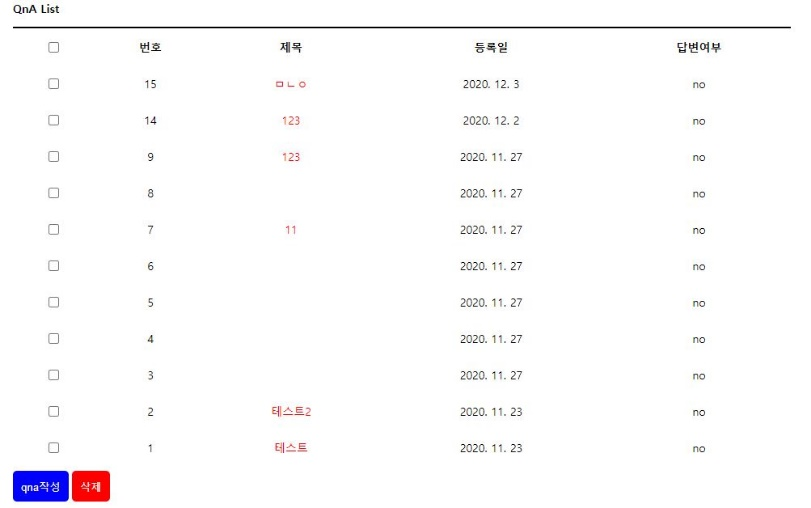 QnA List
번호 제목 등록일 답변여부
15 ㅁㄴㅇ 2020. 12. 3 no
14 123 2020. 12. 2 no
9 123 2020. 11. 27 no
8 2020. 11. 27 no
7 11 2020. 11. 27 no
6 2020. 11. 27 no
5 2020. 11. 27 no
4 2020. 11. 27 no
3 2020. 11. 27 no
2 테스트2 2020. 11. 23 no
1 테스트 2020. 11. 23 no
qna작성 삭제